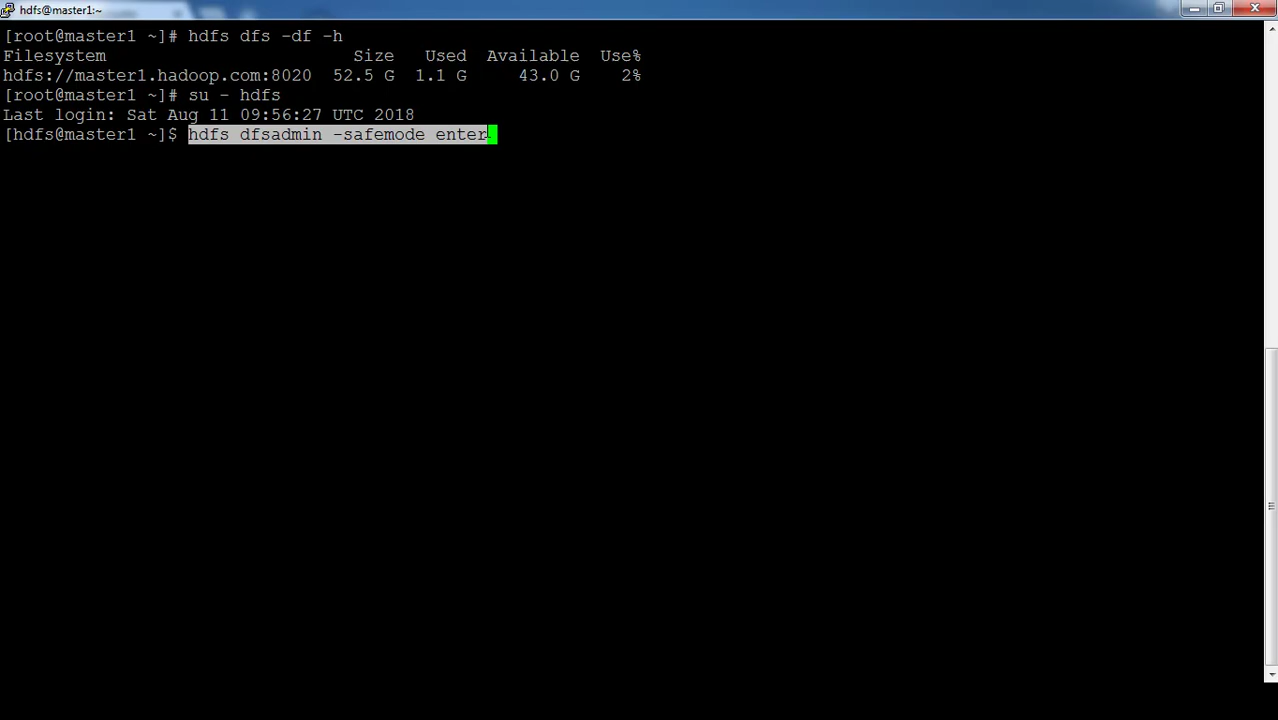 hdfs@master1:~
[root@master1 ~]# hdfs dfs -df -h
Filesystem                        Size   Used  Available  Use%
hdfs://master1.hadoop.com:8020  52.5 G  1.1 G     43.0 G    2%
[root@master1 ~]# su - hdfs
Last login: Sat Aug 11 09:56:27 UTC 2018
[hdfs@master1 ~]$ hdfs dfsadmin -safemode enter